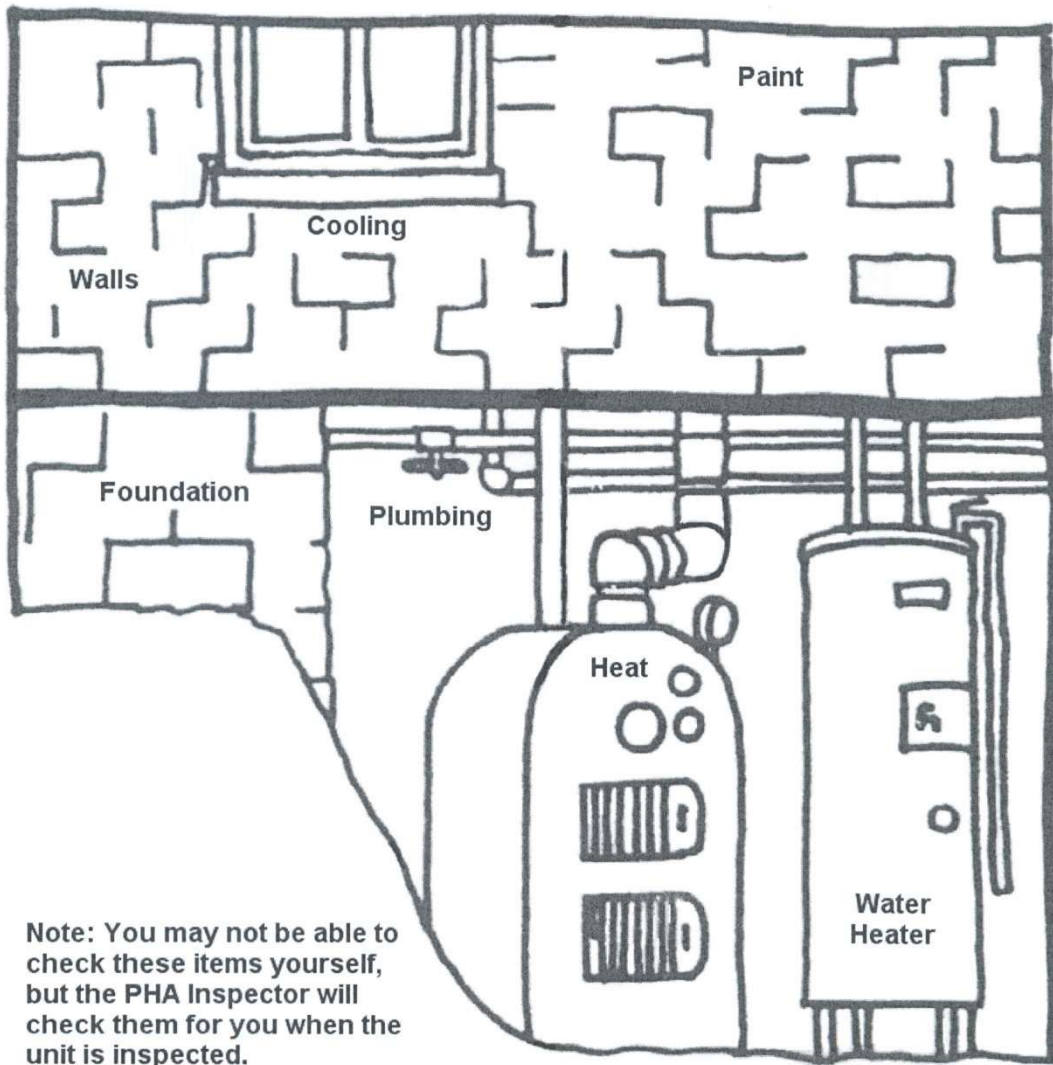 Paint
Cooling
Walls
Foundation
Plumbing
Heat
Water
Heater
Note: You may not be able to
check these items yourself,
but the PHA Inspector will
check them for you when the
unit is inspected.